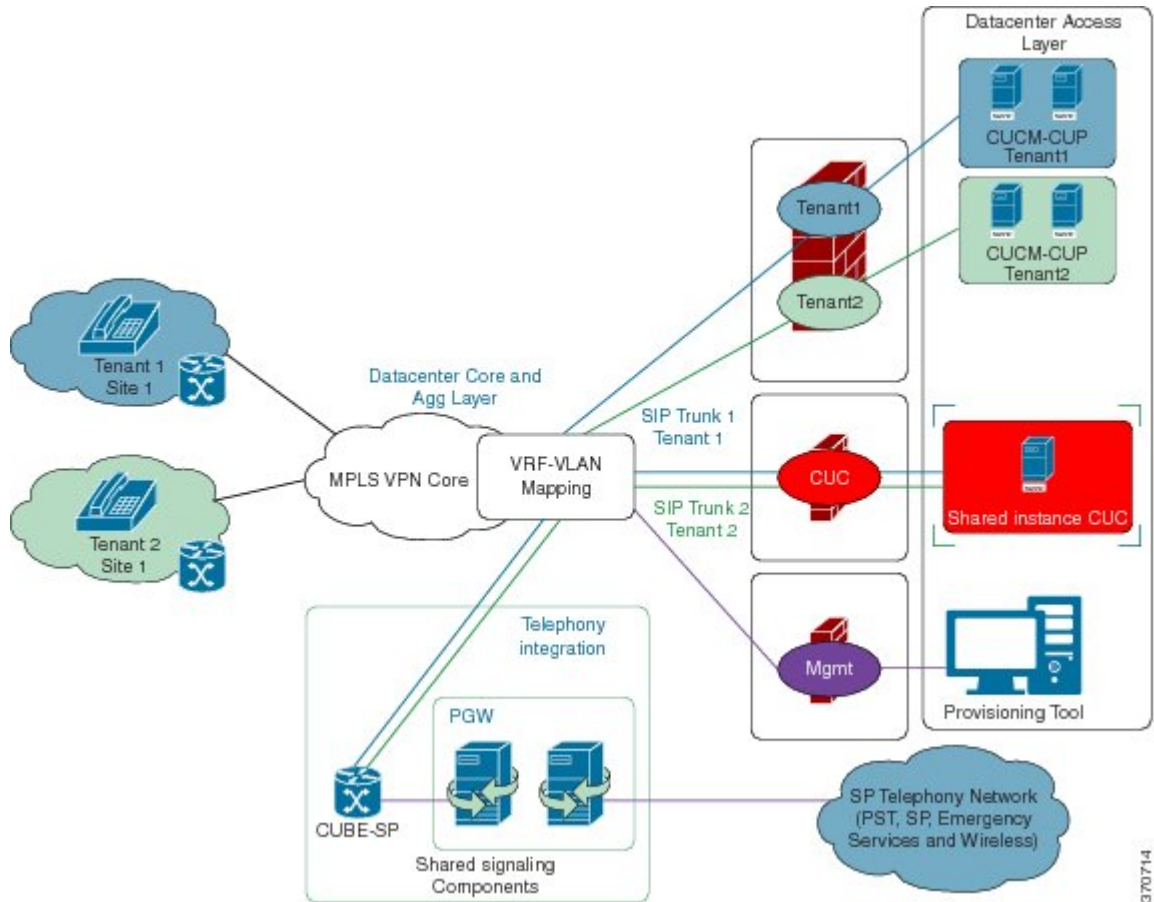 Datacenter Access
Layer
CUCM-CUP
Tenant1
Tenant1
CUCM-CUP
Tenant2
Tenant2
Tenant 1
Site 1
Datacenter Core and
Agg Layer
SIP Trunk 1
Tenant 1
MPLS VPN Core
VRF-VLAN
Mapping
CUC
SIP Trunk 2
Tenant 2
Shared instance CUC
Tenant 2
Site 1
Telephony
integration
Mgmt
PGW
Provisioning Tool
CUBE-SP
SP Telephony Network
(PST, SP, Emergency
Services and Wireless)
Shared signaling
Components
370714